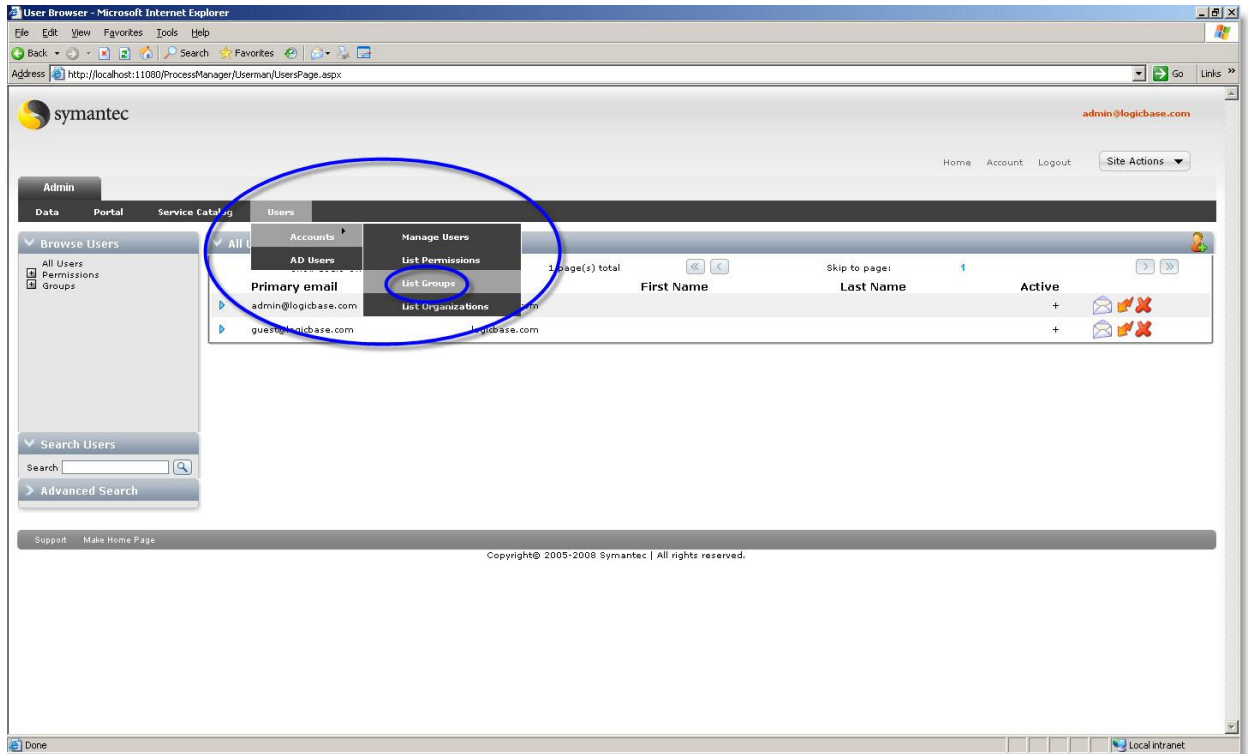 User Browser - Microsoft Internet Explorer
File Edit View Favorites Tools Help
Back Search Favorites
Address http://localhost:11080/ProcessManager/Userman/UsersPage.aspx Go Links »
symantec
admin@logicbase.com
Home Account Logout Site Actions
Admin
Data Portal Service Catalog Users
Browse Users
All Users
Permissions
Groups
Accounts
AD Users
Manage Users
List Permissions
List Groups
List Organizations
1 page(s) total Skip to page: 1
Primary email First Name Last Name Active
admin@logicbase.com +
guest@logicbase.com logicbase.com +
Search Users
Search
Advanced Search
Support Make Home Page
Copyright© 2005-2008 Symantec | All rights reserved.
Done Local intranet